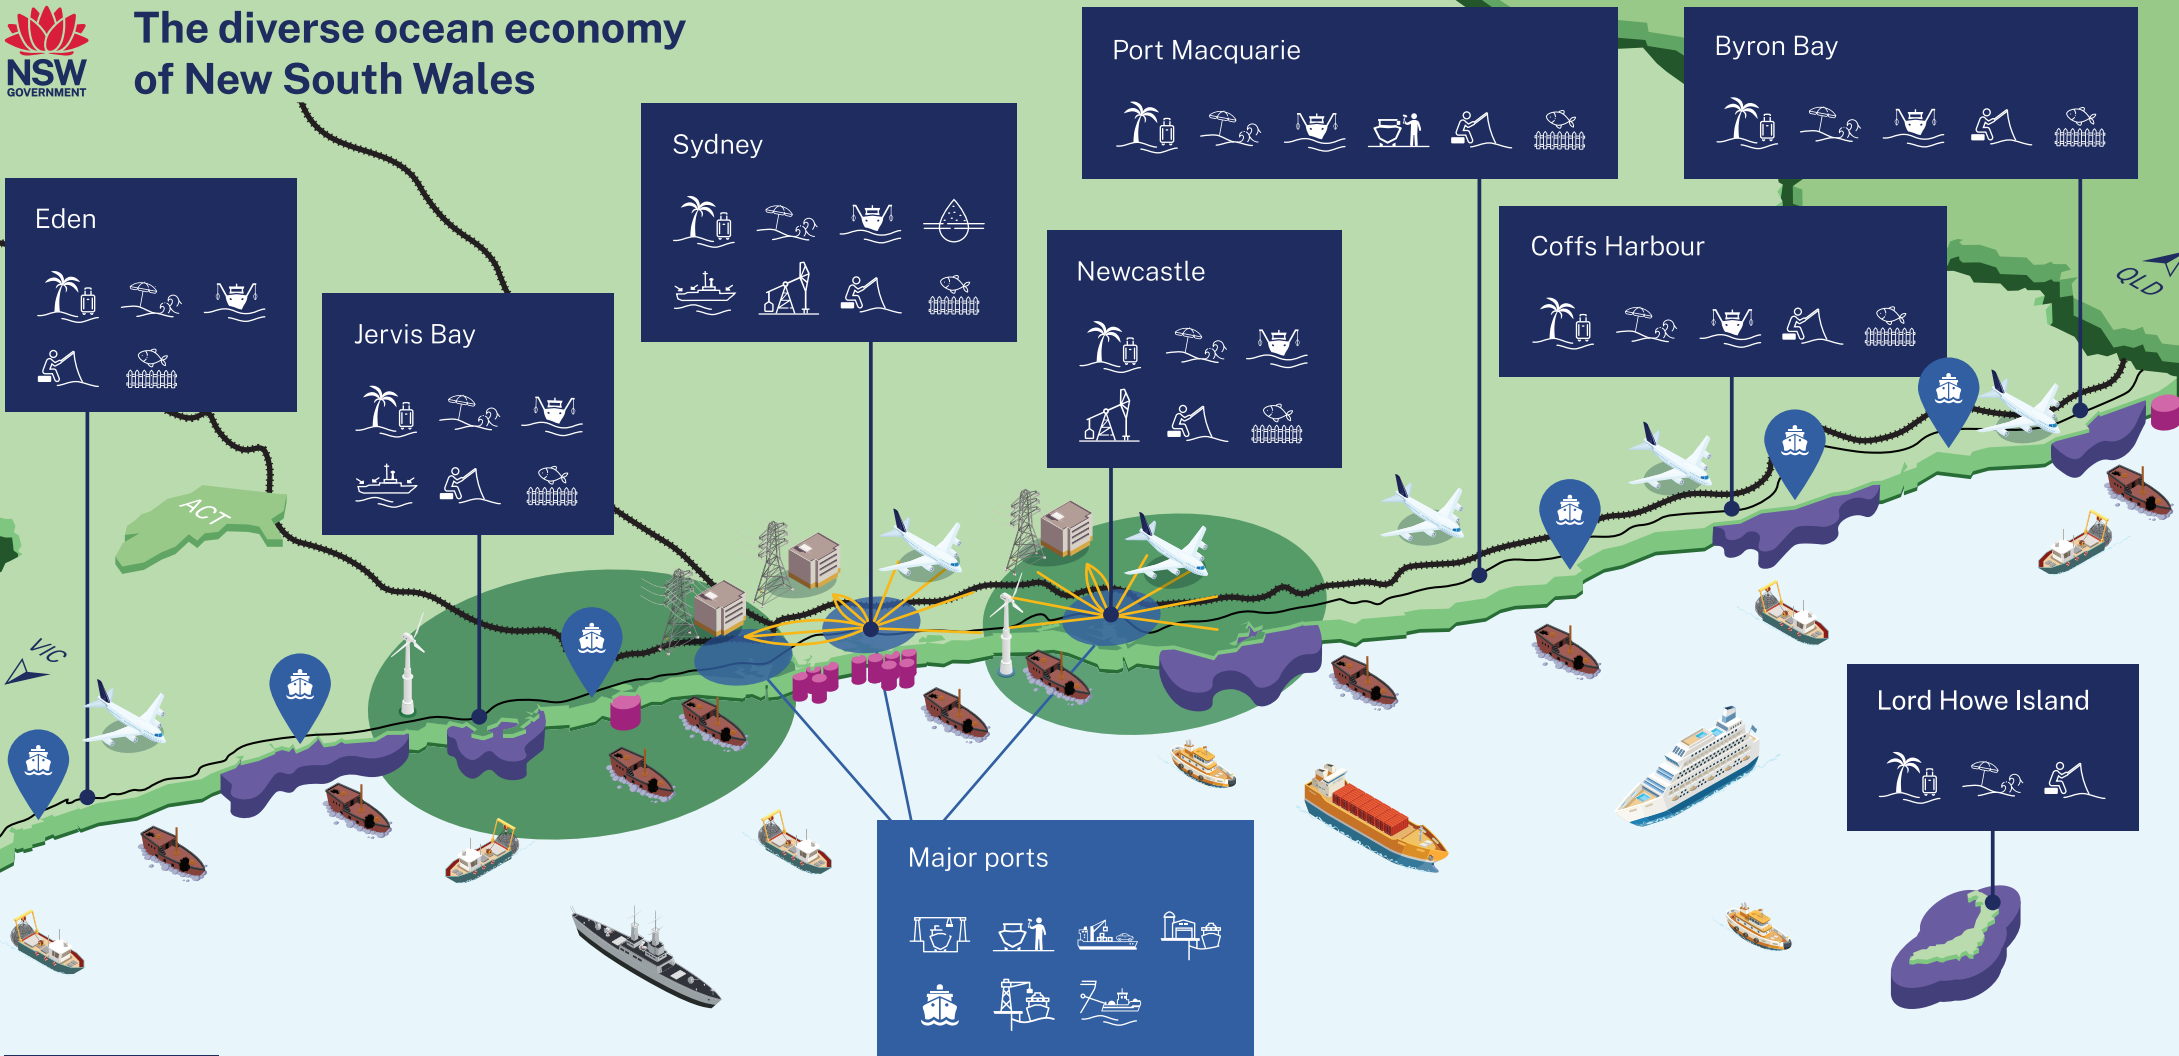 NSW
GOVERNMENT
The diverse ocean economy
of New South Wales
Port Macquarie
Byron Bay
Sydney
Eden
Coffs Harbour
Newcastle
QLD
Jervis Bay
ACT
VIC
Lord Howe Island
Major ports